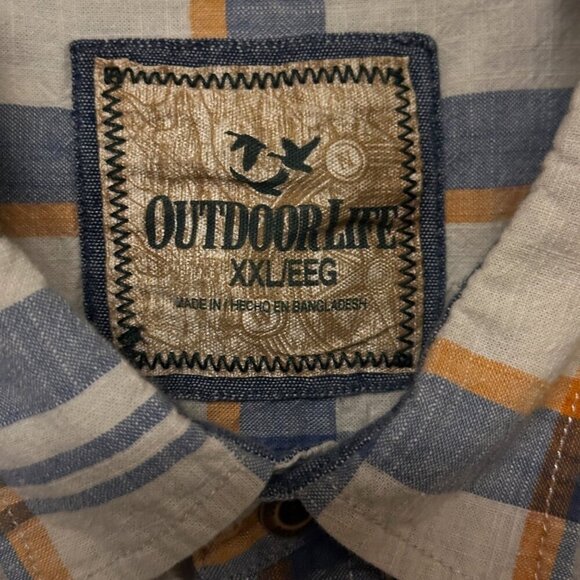 OUTDOOR LIFE
XXL/EEG
MADE IN / HECHO EN BANGLADESH